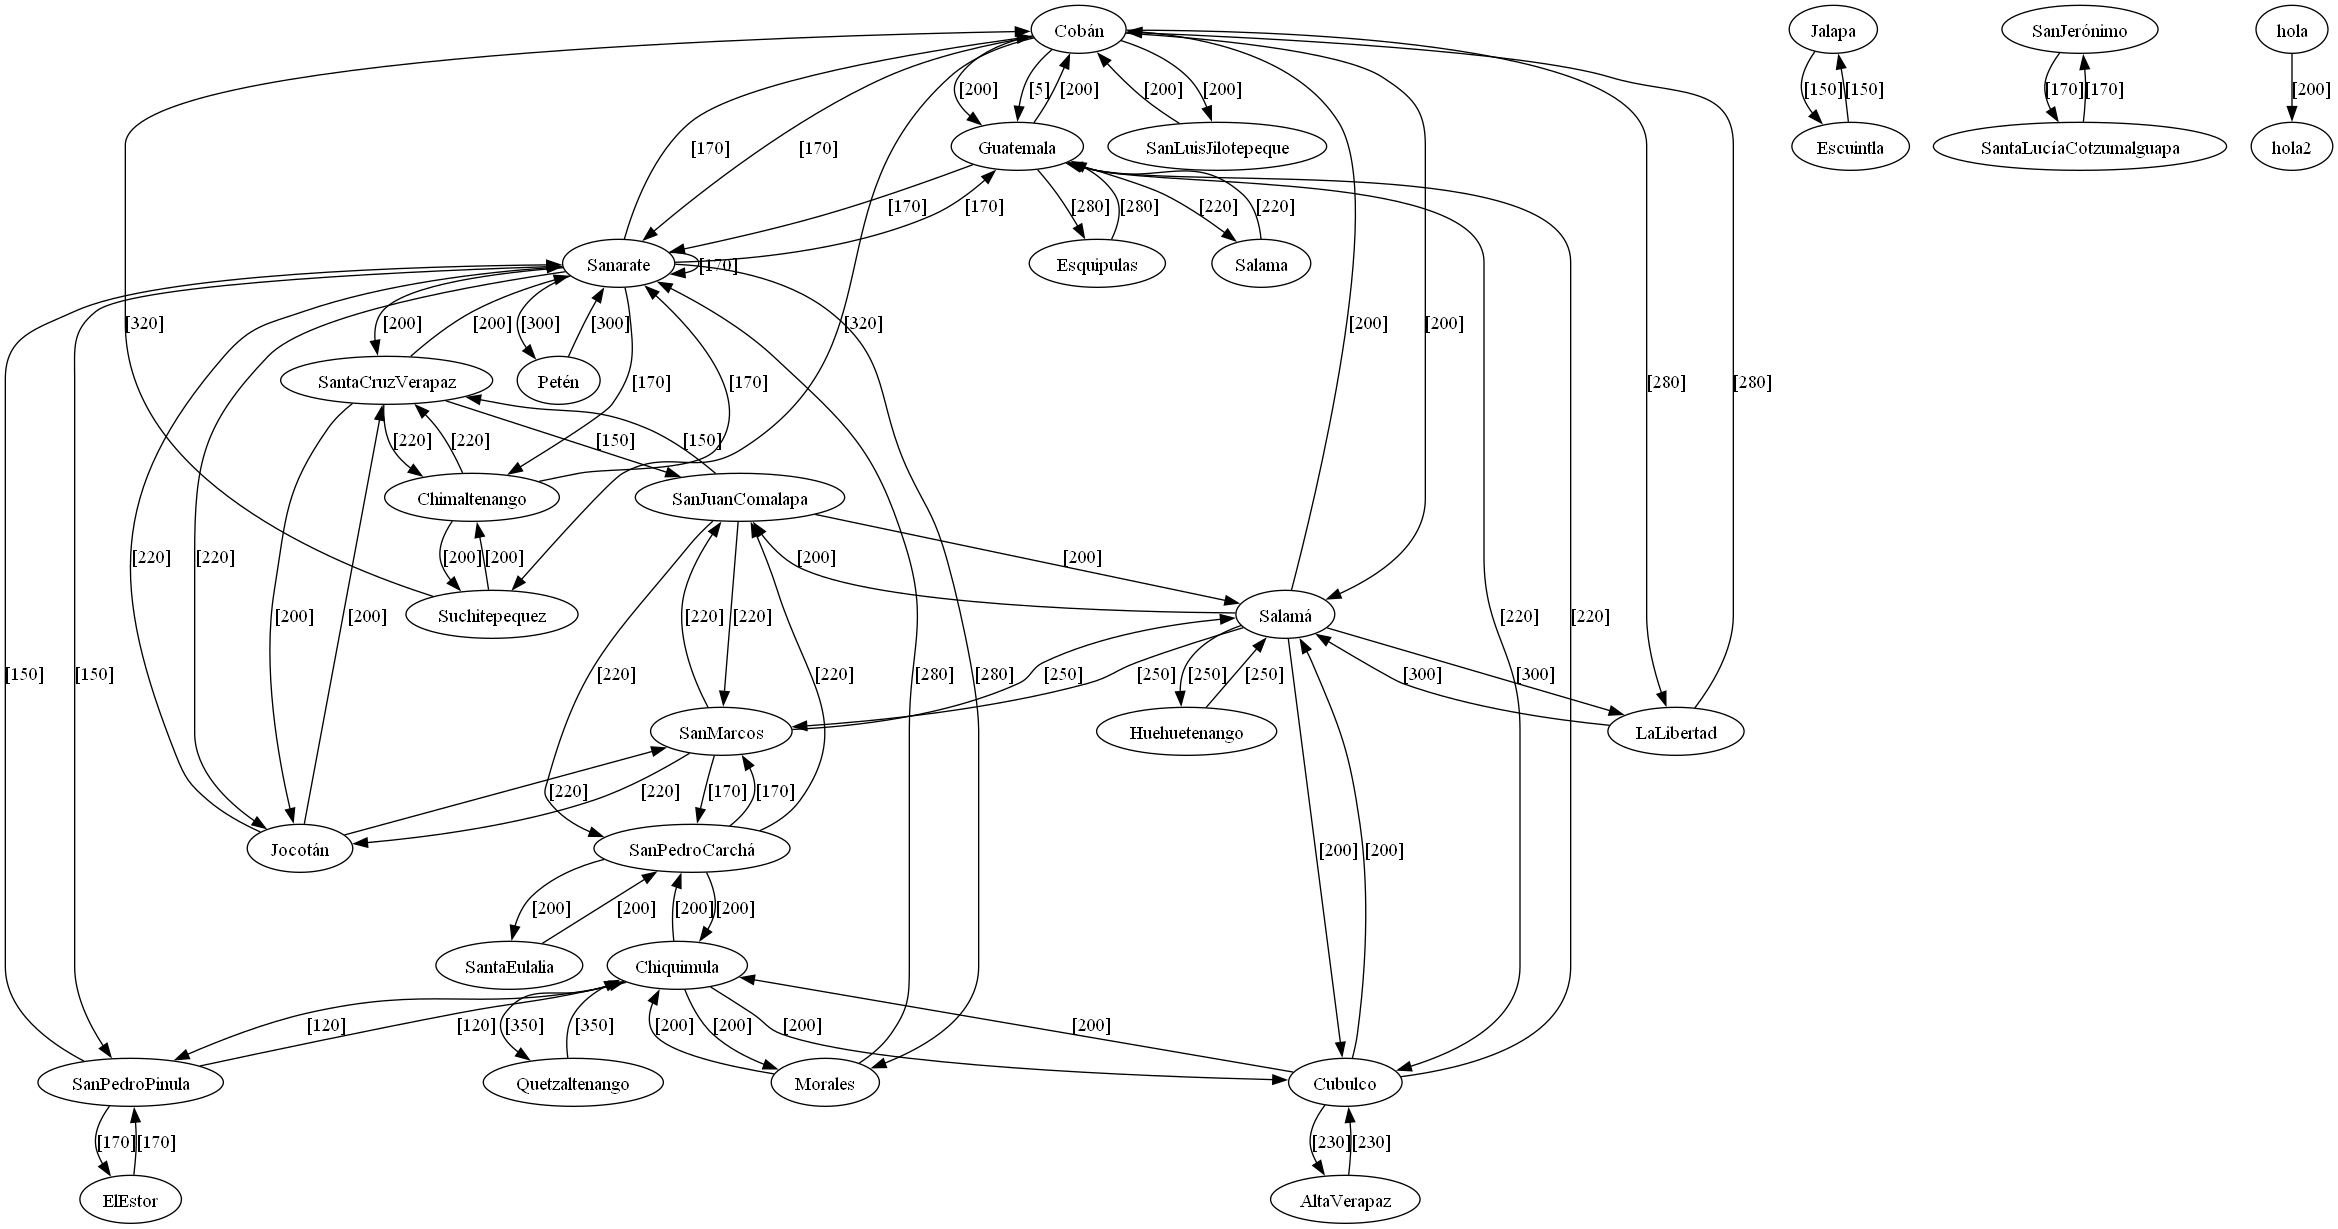 Cobán
Jalapa
SanJerónimo
hola
[200]
[5]
[200]
[200]
[200]
[150]
[150]
[170]
[170]
[200]
[170]
[170]
Guatemala
SanLuisJilotepeque
Escuintla
SantaLucíaCotzumalguapa
hola2
[170]
[170]
[280]
[280]
[220]
[220]
Sanarate
[170]
Esquipulas
Salama
[320]
[200]
[200]
[300]
[300]
[320]
[200]
[200]
SantaCruzVerapaz
Petén
[170]
[170]
[280]
[280]
[220]
[220]
[150]
[150]
Chimaltenango
SanJuanComalapa
[220]
[220]
[200]
[200]
[200]
[200]
Suchitepequez
Salamá
[200]
[200]
[220]
[220]
[220]
[220]
[150]
[150]
[220]
[220]
[280]
[280]
[250]
[250]
[250]
[250]
[300]
[300]
SanMarcos
Huehuetenango
LaLibertad
[220]
[220]
[170]
[170]
Jocotán
SanPedroCarchá
[200]
[200]
[200]
[200]
[200]
[200]
SantaEulalia
Chiquimula
[120]
[120]
[350]
[350]
[200]
[200]
[200]
[200]
SanPedroPinula
Quetzaltenango
Morales
Cubulco
[170]
[170]
[230]
[230]
ElEstor
AltaVerapaz